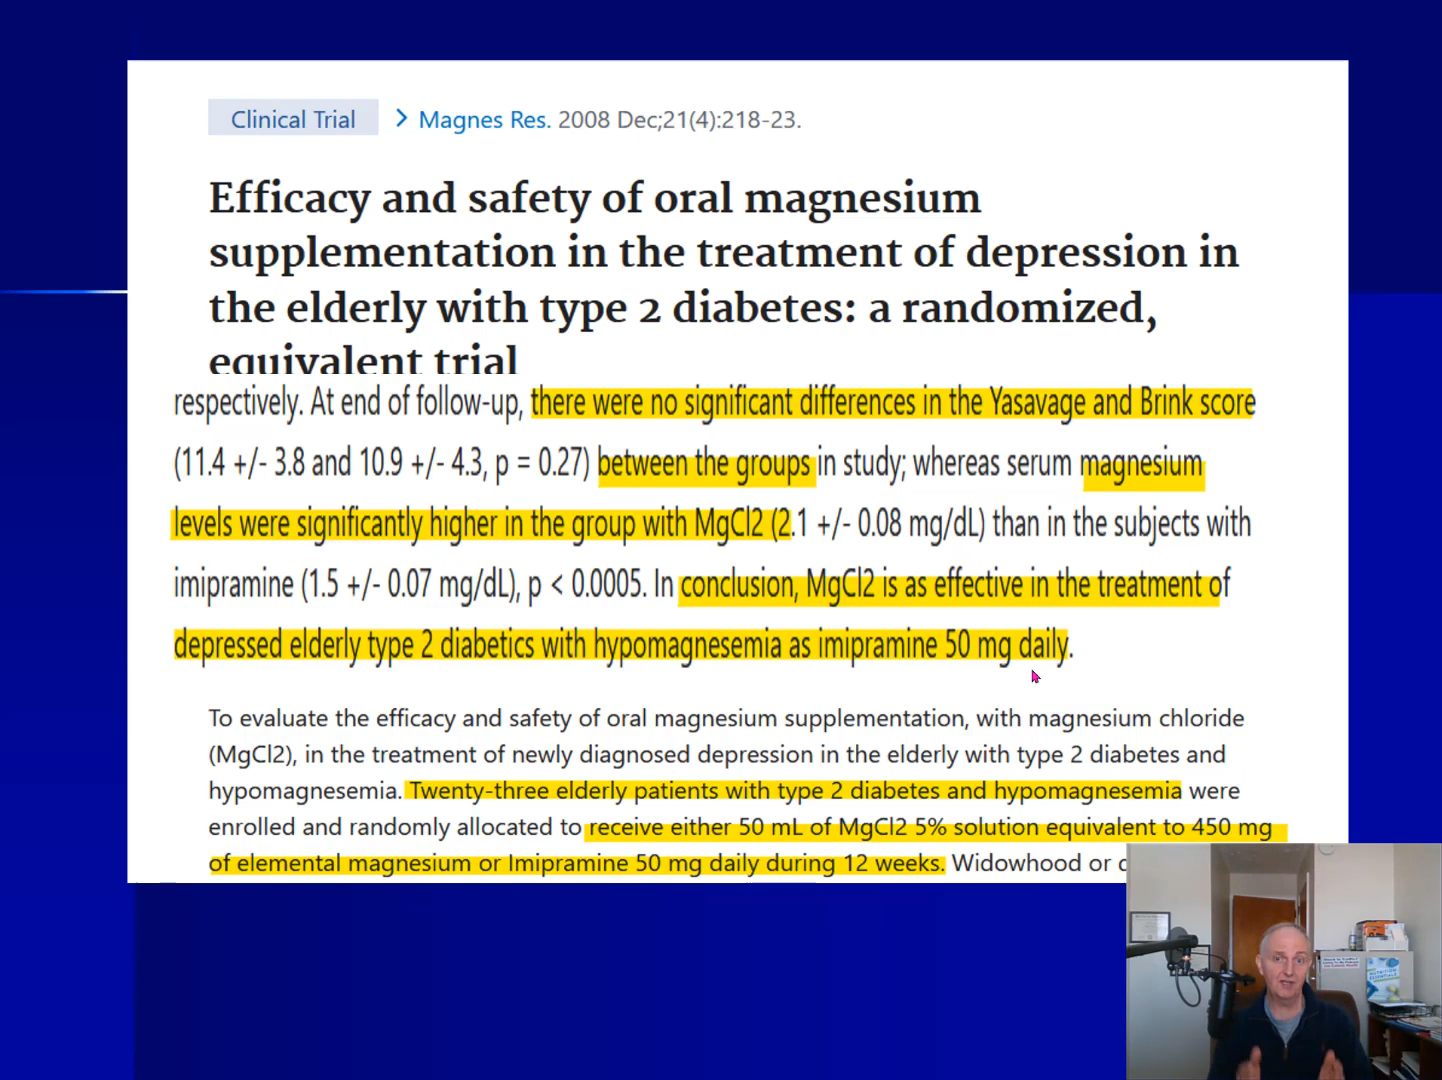 Clinical Trial > Magnes Res. 2008 Dec;21(4):218-23.
Efficacy and safety of oral magnesium
supplementation in the treatment of depression in
the elderly with type 2 diabetes: a randomized,
equivalent trial
respectively. At end of follow-up, there were no significant differences in the Yasavage and Brink score
(11.4 +/- 3.8 and 10.9 +/- 4.3, p = 0.27) between the groups in study; whereas serum magnesium
levels were significantly higher in the group with MgCl2 (2.1 +/- 0.08 mg/dL) than in the subjects with
imipramine (1.5 +/- 0.07 mg/dL), p < 0.0005. In conclusion, MgCl2 is as effective in the treatment of
depressed elderly type 2 diabetics with hypomagnesemia as imipramine 50 mg daily.
To evaluate the efficacy and safety of oral magnesium supplementation, with magnesium chloride
(MgCl2), in the treatment of newly diagnosed depression in the elderly with type 2 diabetes and
hypomagnesemia. Twenty-three elderly patients with type 2 diabetes and hypomagnesemia were
enrolled and randomly allocated to receive either 50 mL of MgCl2 5% solution equivalent to 450 mg
of elemental magnesium or Imipramine 50 mg daily during 12 weeks. Widowhood or